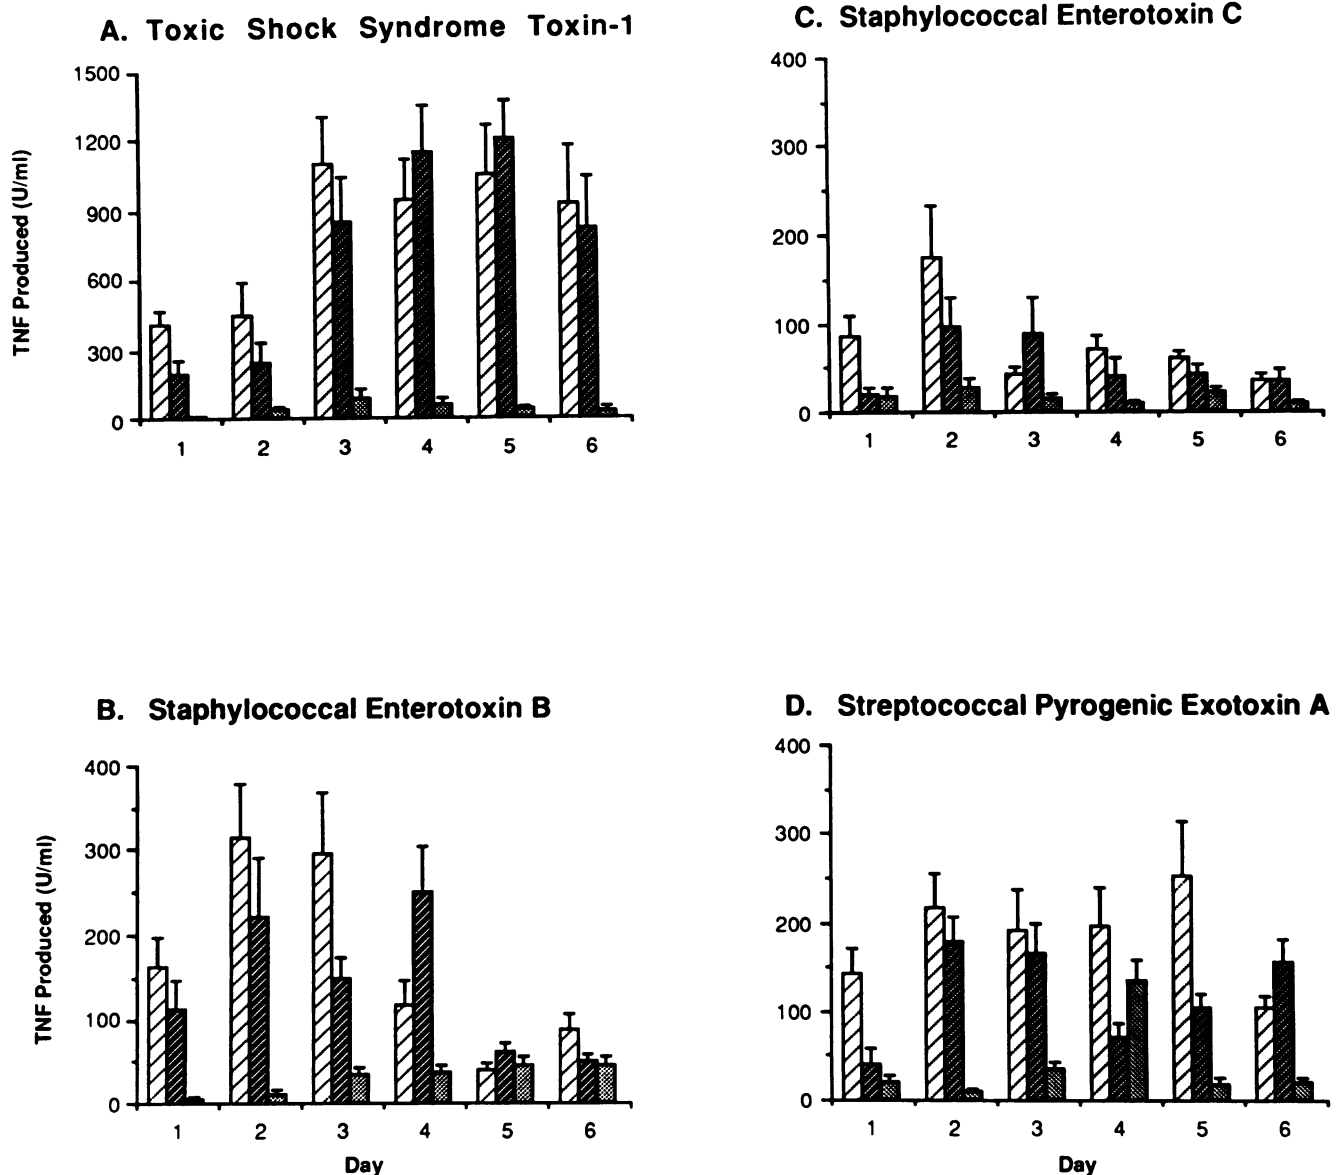 A. Toxic Shock Syndrome Toxin-1
TNF Produced (U/ml)
1500
1200
900
600
300
0
1 2 3 4 5 6
C. Staphylococcal Enterotoxin C
400
300
200
100
0
1 2 3 4 5 6
B. Staphylococcal Enterotoxin B
TNF Produced (U/ml)
400
300
200
100
0
1 2 3 4 5 6
Day
D. Streptococcal Pyrogenic Exotoxin A
400
300
200
100
0
1 2 3 4 5 6
Day